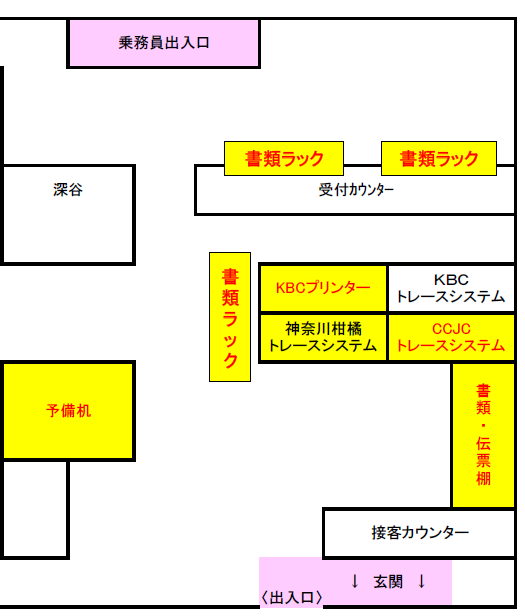 乗務員出入口
書類ラック
書類ラック
深谷
受付ｶｳﾝﾀｰ
書類ラック
KBCプリンター
KBC
トレースシステム
神奈川柑橘
トレースシステム
CCJC
トレースシステム
予備机
書類・伝票棚
接客カウンター
↓ 玄関 ↓
〈出入口〉